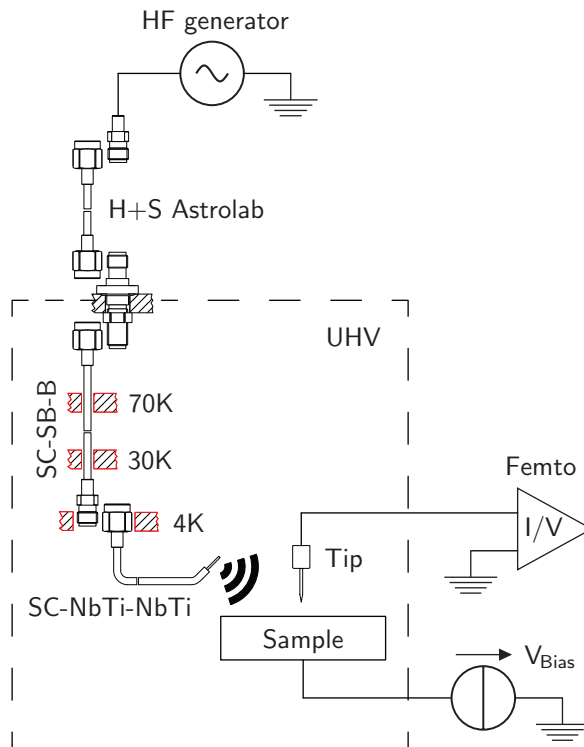 HF generator
H+S Astrolab
UHV
SC-SB-B
70K
30K
4K
Femto
I/V
Tip
SC-NbTi-NbTi
Sample
V_Bias